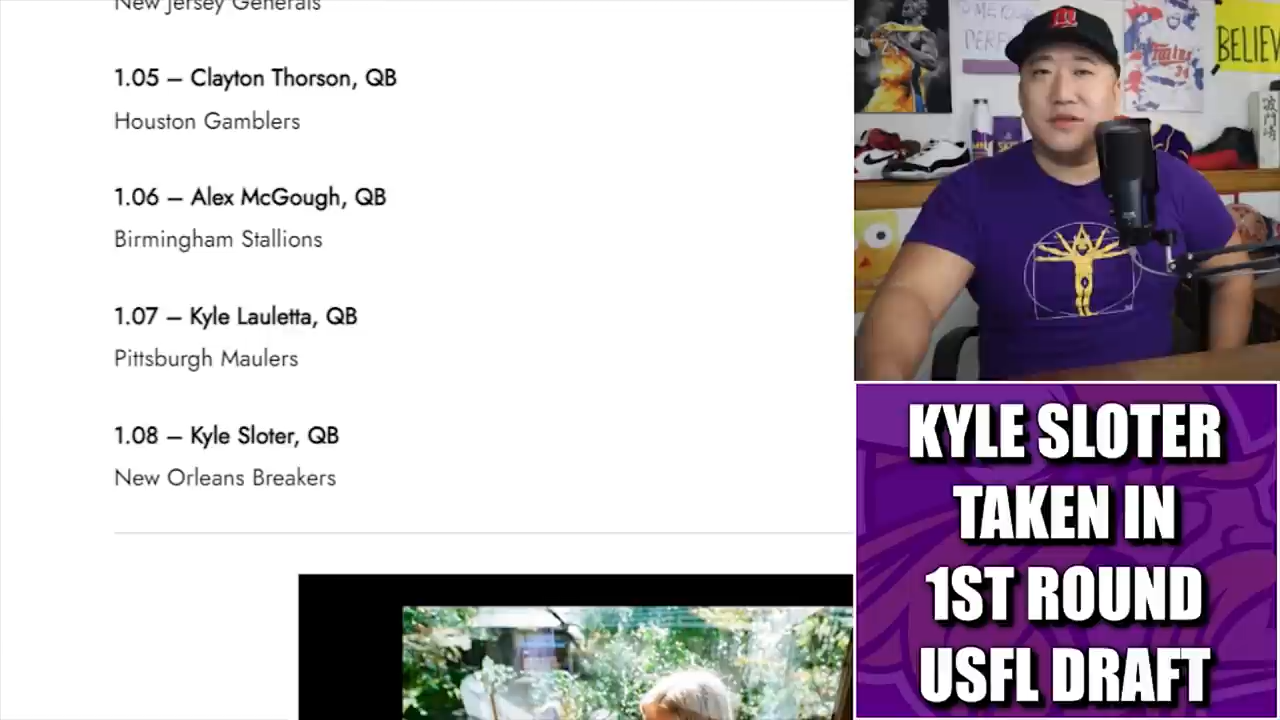 New Jersey Generals
1.05 – Clayton Thorson, QB
Houston Gamblers
1.06 – Alex McGough, QB
Birmingham Stallions
1.07 – Kyle Lauletta, QB
Pittsburgh Maulers
1.08 – Kyle Sloter, QB
New Orleans Breakers
BELIEV
KYLE SLOTER
TAKEN IN
1ST ROUND
USFL DRAFT